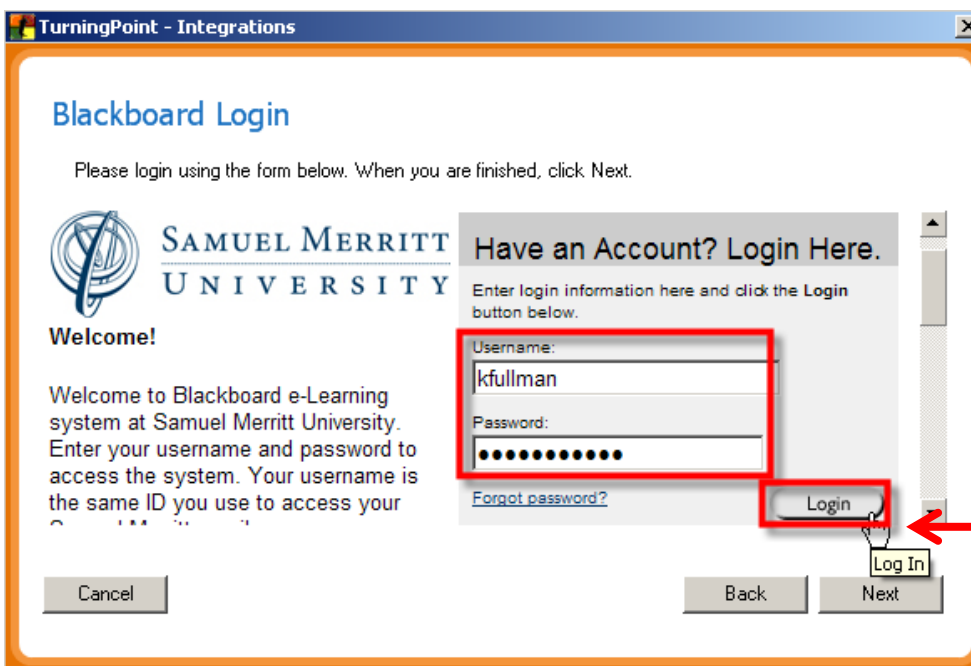 TurningPoint - Integrations
Blackboard Login
Please login using the form below. When you are finished, click Next.
SAMUEL MERRITT
UNIVERSITY
Welcome!
Welcome to Blackboard e-Learning
system at Samuel Merritt University.
Enter your username and password to
access the system. Your username is
the same ID you use to access your
Have an Account? Login Here.
Enter login information here and click the Login
button below.
Username:
kfullman
Password:
●●●●●●●●●●●
Forgot password?
Login
Log In
Cancel
Back
Next